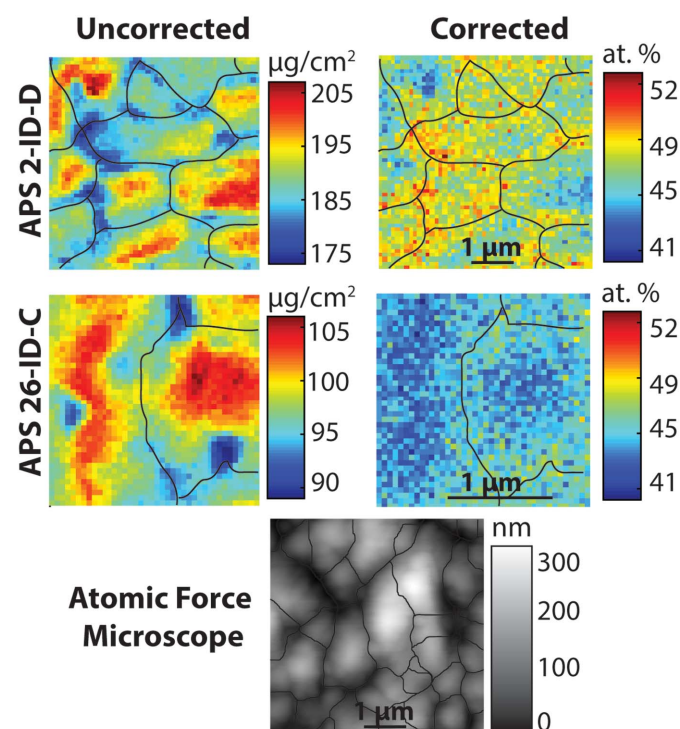 Uncorrected
Corrected
APS 2-ID-D
µg/cm²
205
195
185
175
at. %
52
49
45
41
1 µm
APS 26-ID-C
µg/cm²
105
100
95
90
at. %
52
49
45
41
1 µm
Atomic Force
Microscope
nm
300
200
100
0
1 µm